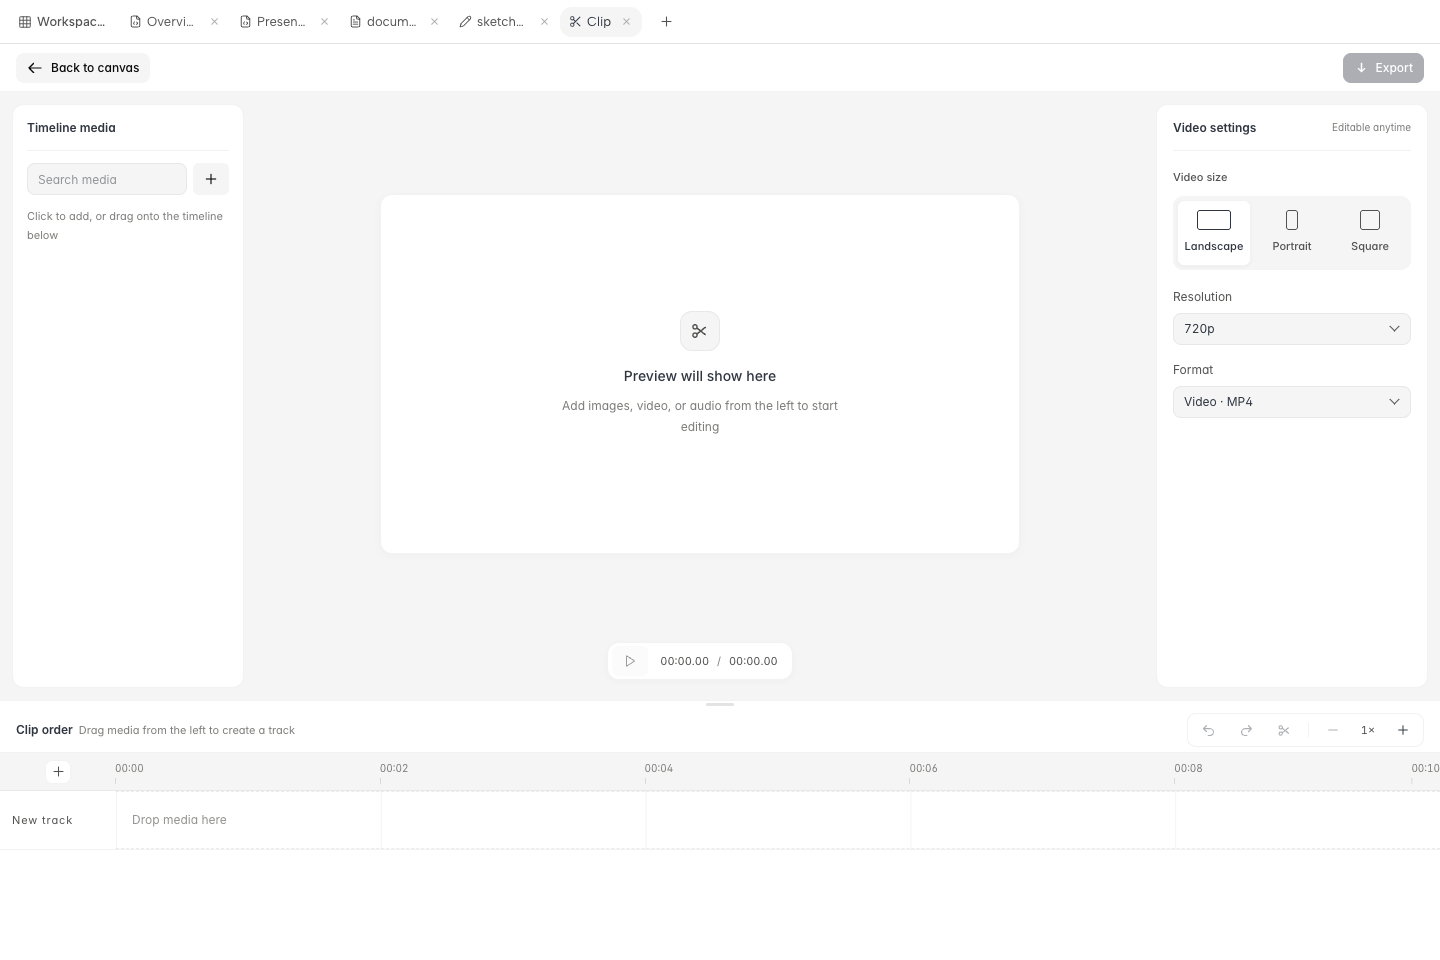 Workspac...
Overvi...
Presen...
docum...
sketch...
Clip
Back to canvas
Export
Timeline media
Search media
Click to add, or drag onto the timeline
below
Preview will show here
Add images, video, or audio from the left to start
editing
00:00.00 / 00:00.00
Video settings
Editable anytime
Video size
Landscape
Portrait
Square
Resolution
720p
Format
Video · MP4
Clip order Drag media from the left to create a track
1×
00:00
00:02
00:04
00:06
00:08
00:10
New track
Drop media here